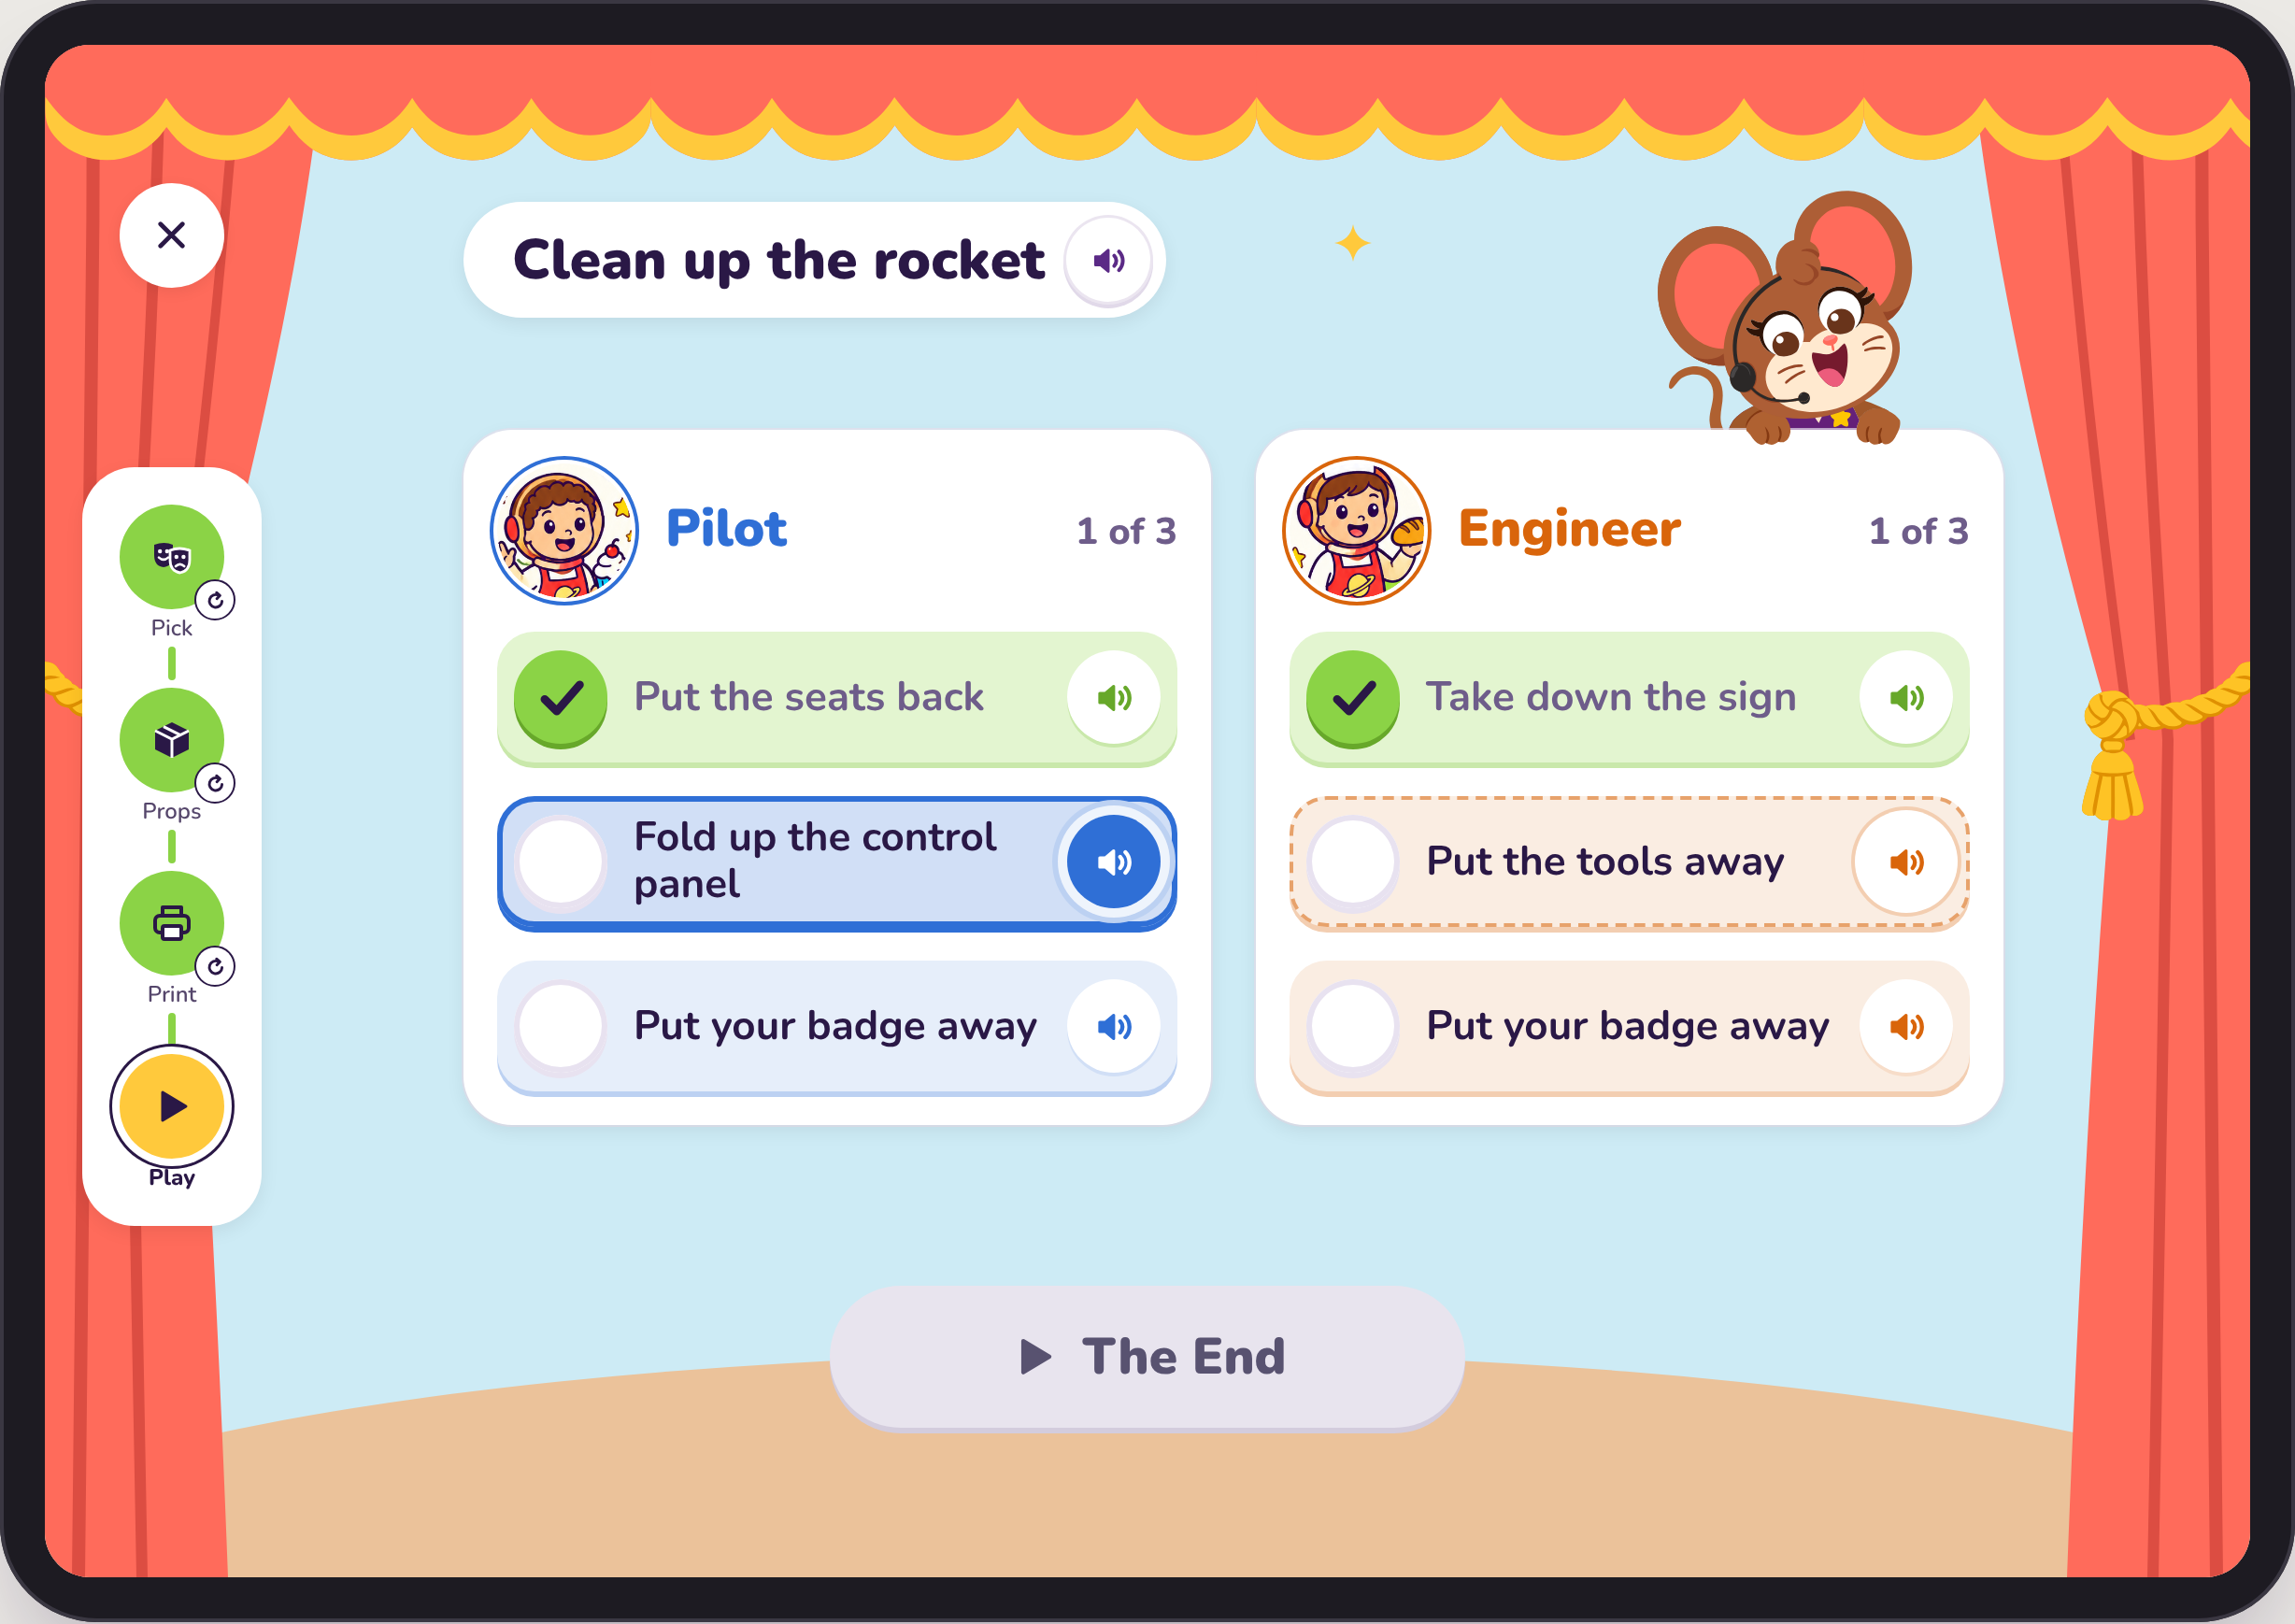 Clean up the rocket
Pick
Props
Print
Play
Pilot
1 of 3
Put the seats back
Fold up the control
panel
Put your badge away
Engineer
1 of 3
Take down the sign
Put the tools away
Put your badge away
The End